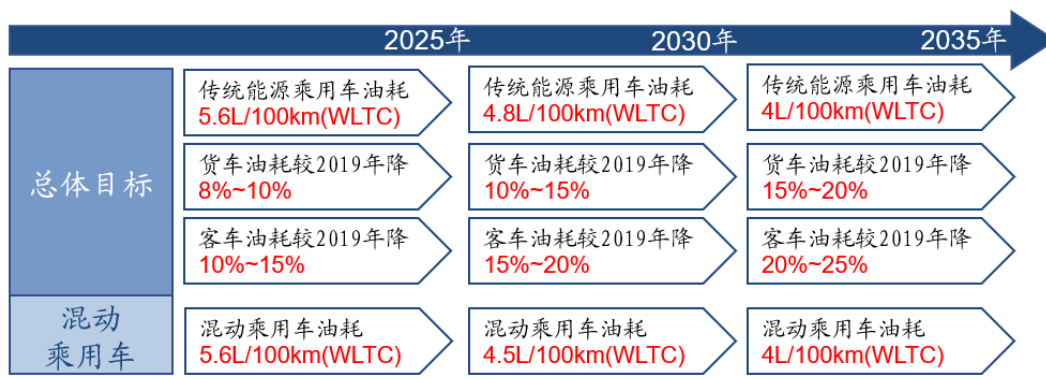 2025年 2030年 2035年
总体目标
传统能源乘用车油耗
5.6L/100km(WLTC)
传统能源乘用车油耗
4.8L/100km(WLTC)
传统能源乘用车油耗
4L/100km(WLTC)
货车油耗较2019年降
8%~10%
货车油耗较2019年降
10%~15%
货车油耗较2019年降
15%~20%
客车油耗较2019年降
10%~15%
客车油耗较2019年降
15%~20%
客车油耗较2019年降
20%~25%
混动
乘用车
混动乘用车油耗
5.6L/100km(WLTC)
混动乘用车油耗
4.5L/100km(WLTC)
混动乘用车油耗
4L/100km(WLTC)